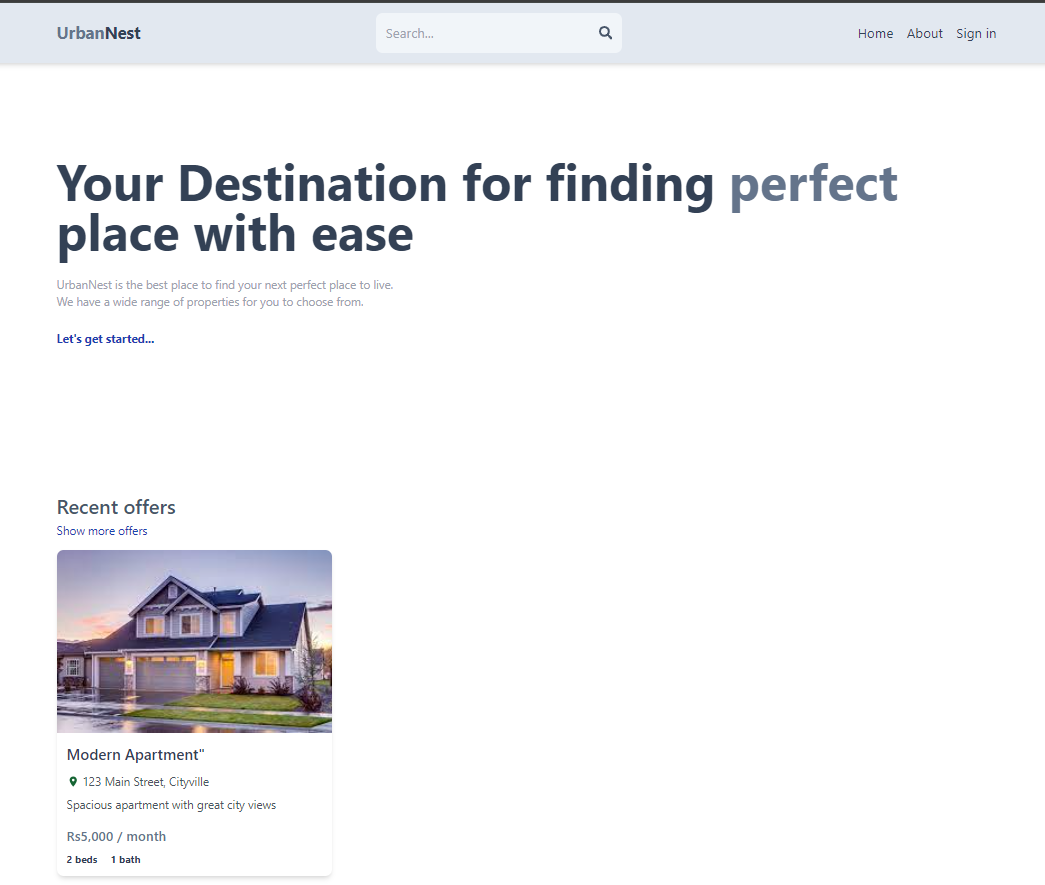 UrbanNest
Search...
Home About Sign in
Your Destination for finding perfect
place with ease
UrbanNest is the best place to find your next perfect place to live.
We have a wide range of properties for you to choose from.
Let's get started...
Recent offers
Show more offers
Modern Apartment"
123 Main Street, Cityville
Spacious apartment with great city views
Rs5,000 / month
2 beds 1 bath